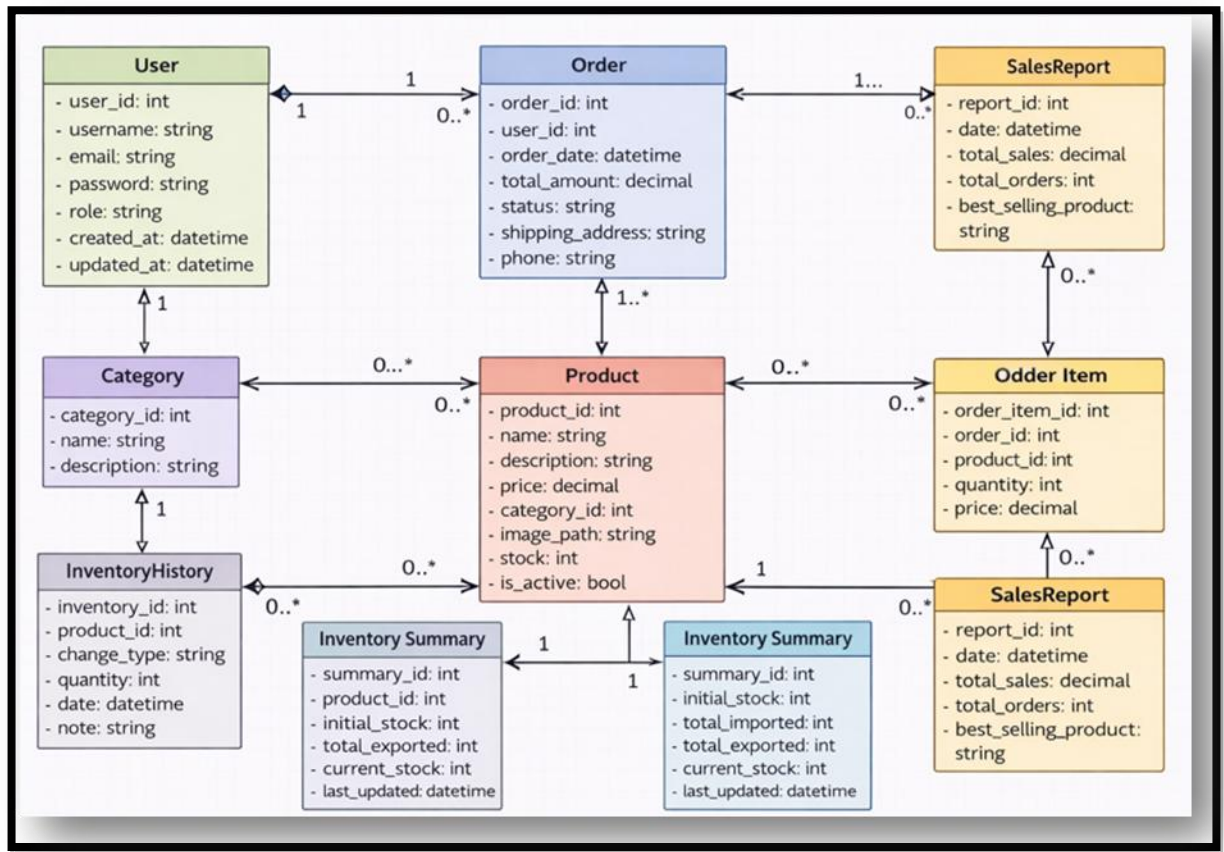 User
- user_id: int
- username: string
- email: string
- password: string
- role: string
- created_at: datetime
- updated_at: datetime
1
1
0..*
Order
- order_id: int
- user_id: int
- order_date: datetime
- total_amount: decimal
- status: string
- shipping_address: string
- phone: string
1...
0..*
SalesReport
- report_id: int
- date: datetime
- total_sales: decimal
- total_orders: int
- best_selling_product:
string
1
1..*
0..*
Category
- category_id: int
- name: string
- description: string
0...*
0..*
Product
- product_id: int
- name: string
- description: string
- price: decimal
- category_id: int
- image_path: string
- stock: int
- is_active: bool
0..*
0..*
Odder Item
- order_item_id: int
- order_id: int
- product_id: int
- quantity: int
- price: decimal
1
0..*
InventoryHistory
- inventory_id: int
- product_id: int
- change_type: string
- quantity: int
- date: datetime
- note: string
0..*
0..*
1
0..*
SalesReport
- report_id: int
- date: datetime
- total_sales: decimal
- total_orders: int
- best_selling_product:
string
Inventory Summary
- summary_id: int
- product_id: int
- initial_stock: int
- total_exported: int
- current_stock: int
- last_updated: datetime
1
1
Inventory Summary
- summary_id: int
- initial_stock: int
- total_imported: int
- total_exported: int
- current_stock: int
- last_updated: datetime